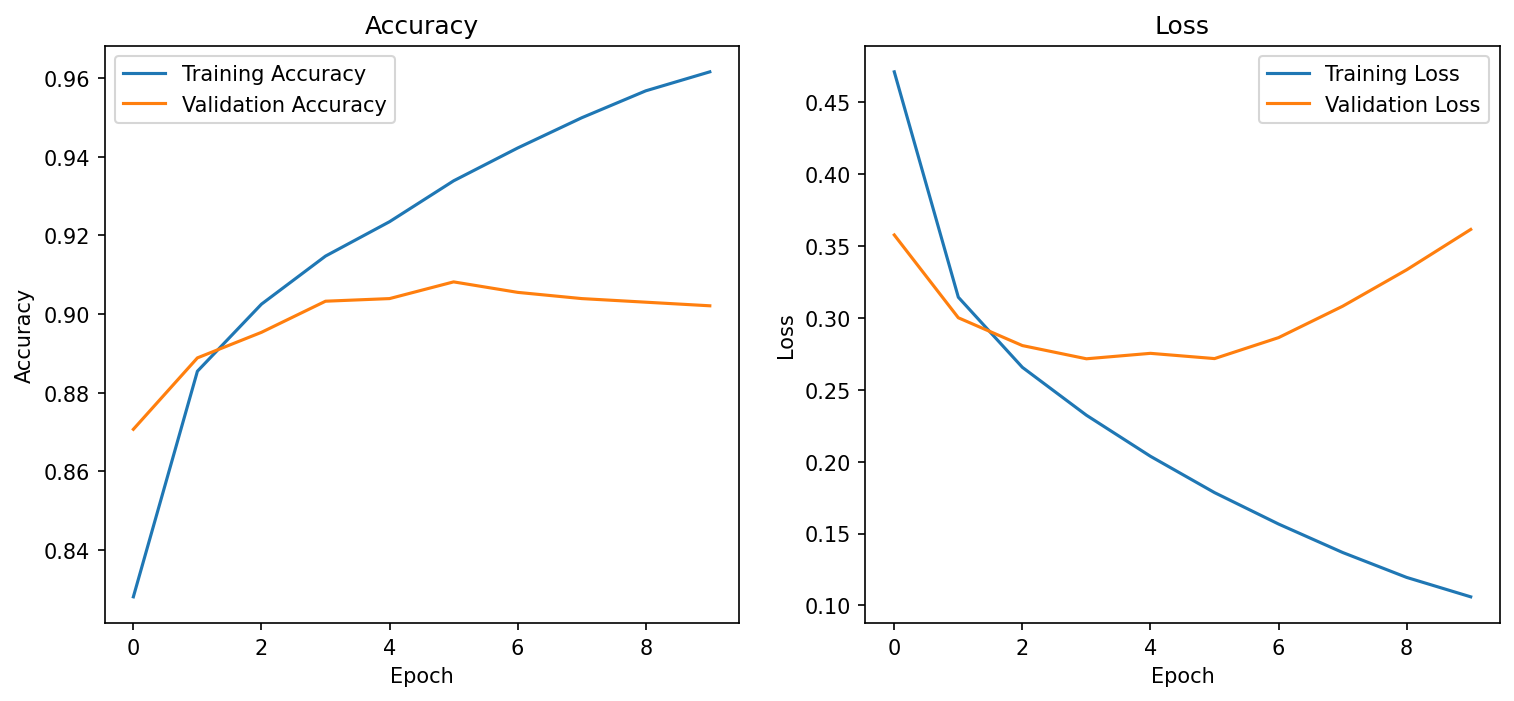 Accuracy
Training Accuracy
Validation Accuracy
0.96
0.94
0.92
0.90
0.88
0.86
0.84
Accuracy
0 2 4 6 8
Epoch
Loss
Training Loss
Validation Loss
0.45
0.40
0.35
0.30
0.25
0.20
0.15
0.10
Loss
0 2 4 6 8
Epoch